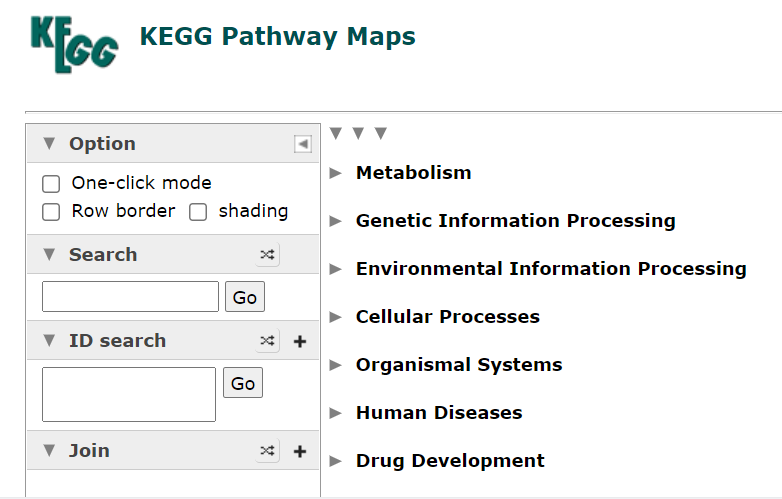 KEGG KEGG Pathway Maps
Option
One-click mode
Row border shading
Search
Go
ID search
Go
Join
Metabolism
Genetic Information Processing
Environmental Information Processing
Cellular Processes
Organismal Systems
Human Diseases
Drug Development